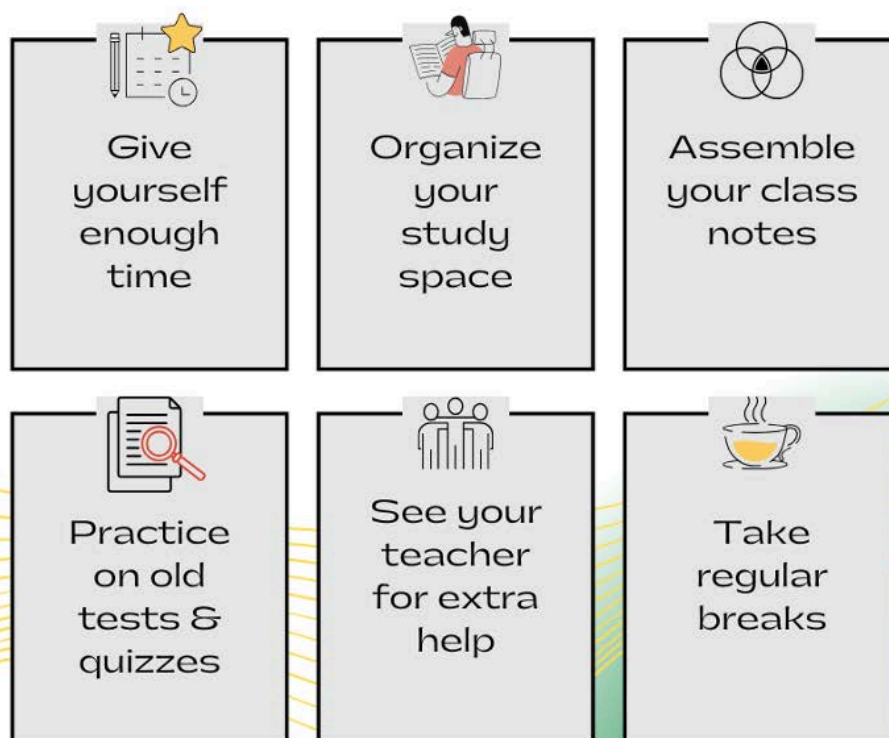 Give
yourself
enough
time
Organize
your
study
space
Assemble
your class
notes
Practice
on old
tests &
quizzes
See your
teacher
for extra
help
Take
regular
breaks